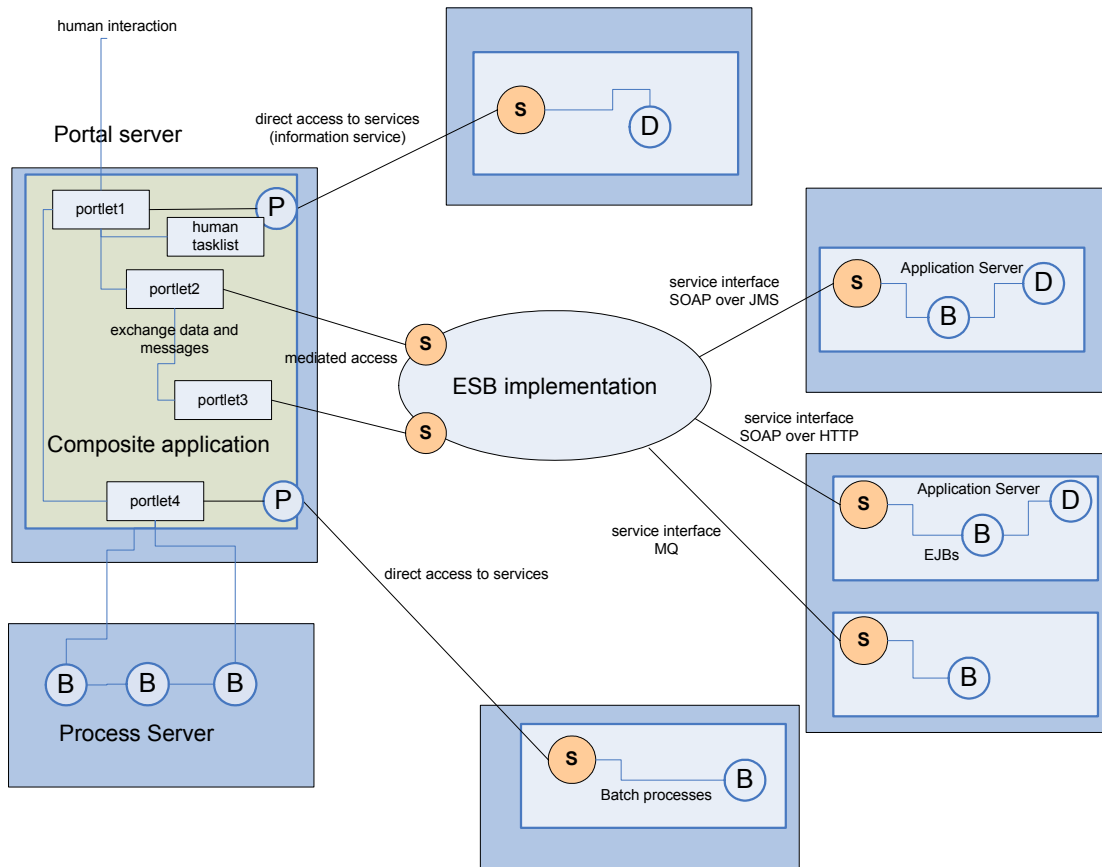 human interaction
Portal server
direct access to services
(information service)
S
D
portlet1
P
human
tasklist
portlet2
exchange data and
messages
mediated access
portlet3
Composite application
portlet4
P
S
S
ESB implementation
service interface
SOAP over JMS
S
Application Server
B
D
service interface
SOAP over HTTP
S
Application Server
B
D
EJBs
service interface
MQ
S
B
direct access to services
B
B
B
Process Server
S
B
Batch processes